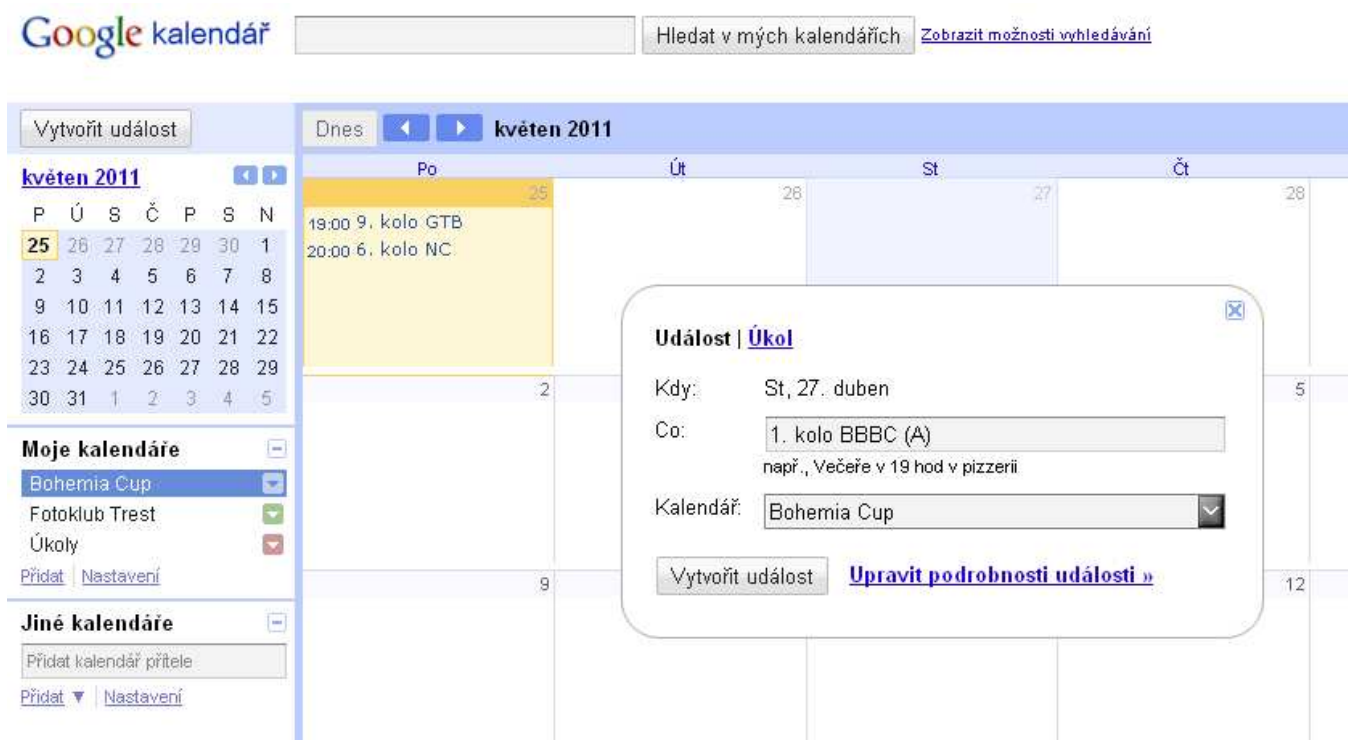 Google kalendář
Hledat v mých kalendářích
Zobrazit možnosti vyhledávání
Vytvořit událost
Dnes
květen 2011
květen 2011
P Ú S Č P S N
25 26 27 28 29 30 1
2 3 4 5 6 7 8
9 10 11 12 13 14 15
16 17 18 19 20 21 22
23 24 25 26 27 28 29
30 31 1 2 3 4 5
Moje kalendáře
Bohemia Cup
Fotoklub Trest
Úkoly
Přidat Nastavení
Jiné kalendáře
Přidat kalendář přítele
Přidat ▼ Nastavení
Po Út St Čt
25 26 27 28
19:00 9. kolo GTB
20:00 6. kolo NC
2 5
9 12
Událost | Úkol
Kdy: St, 27. duben
Co: 1. kolo BBBC (A)
např., Večeře v 19 hod v pizzerii
Kalendář: Bohemia Cup
Vytvořit událost Upravit podrobnosti události »